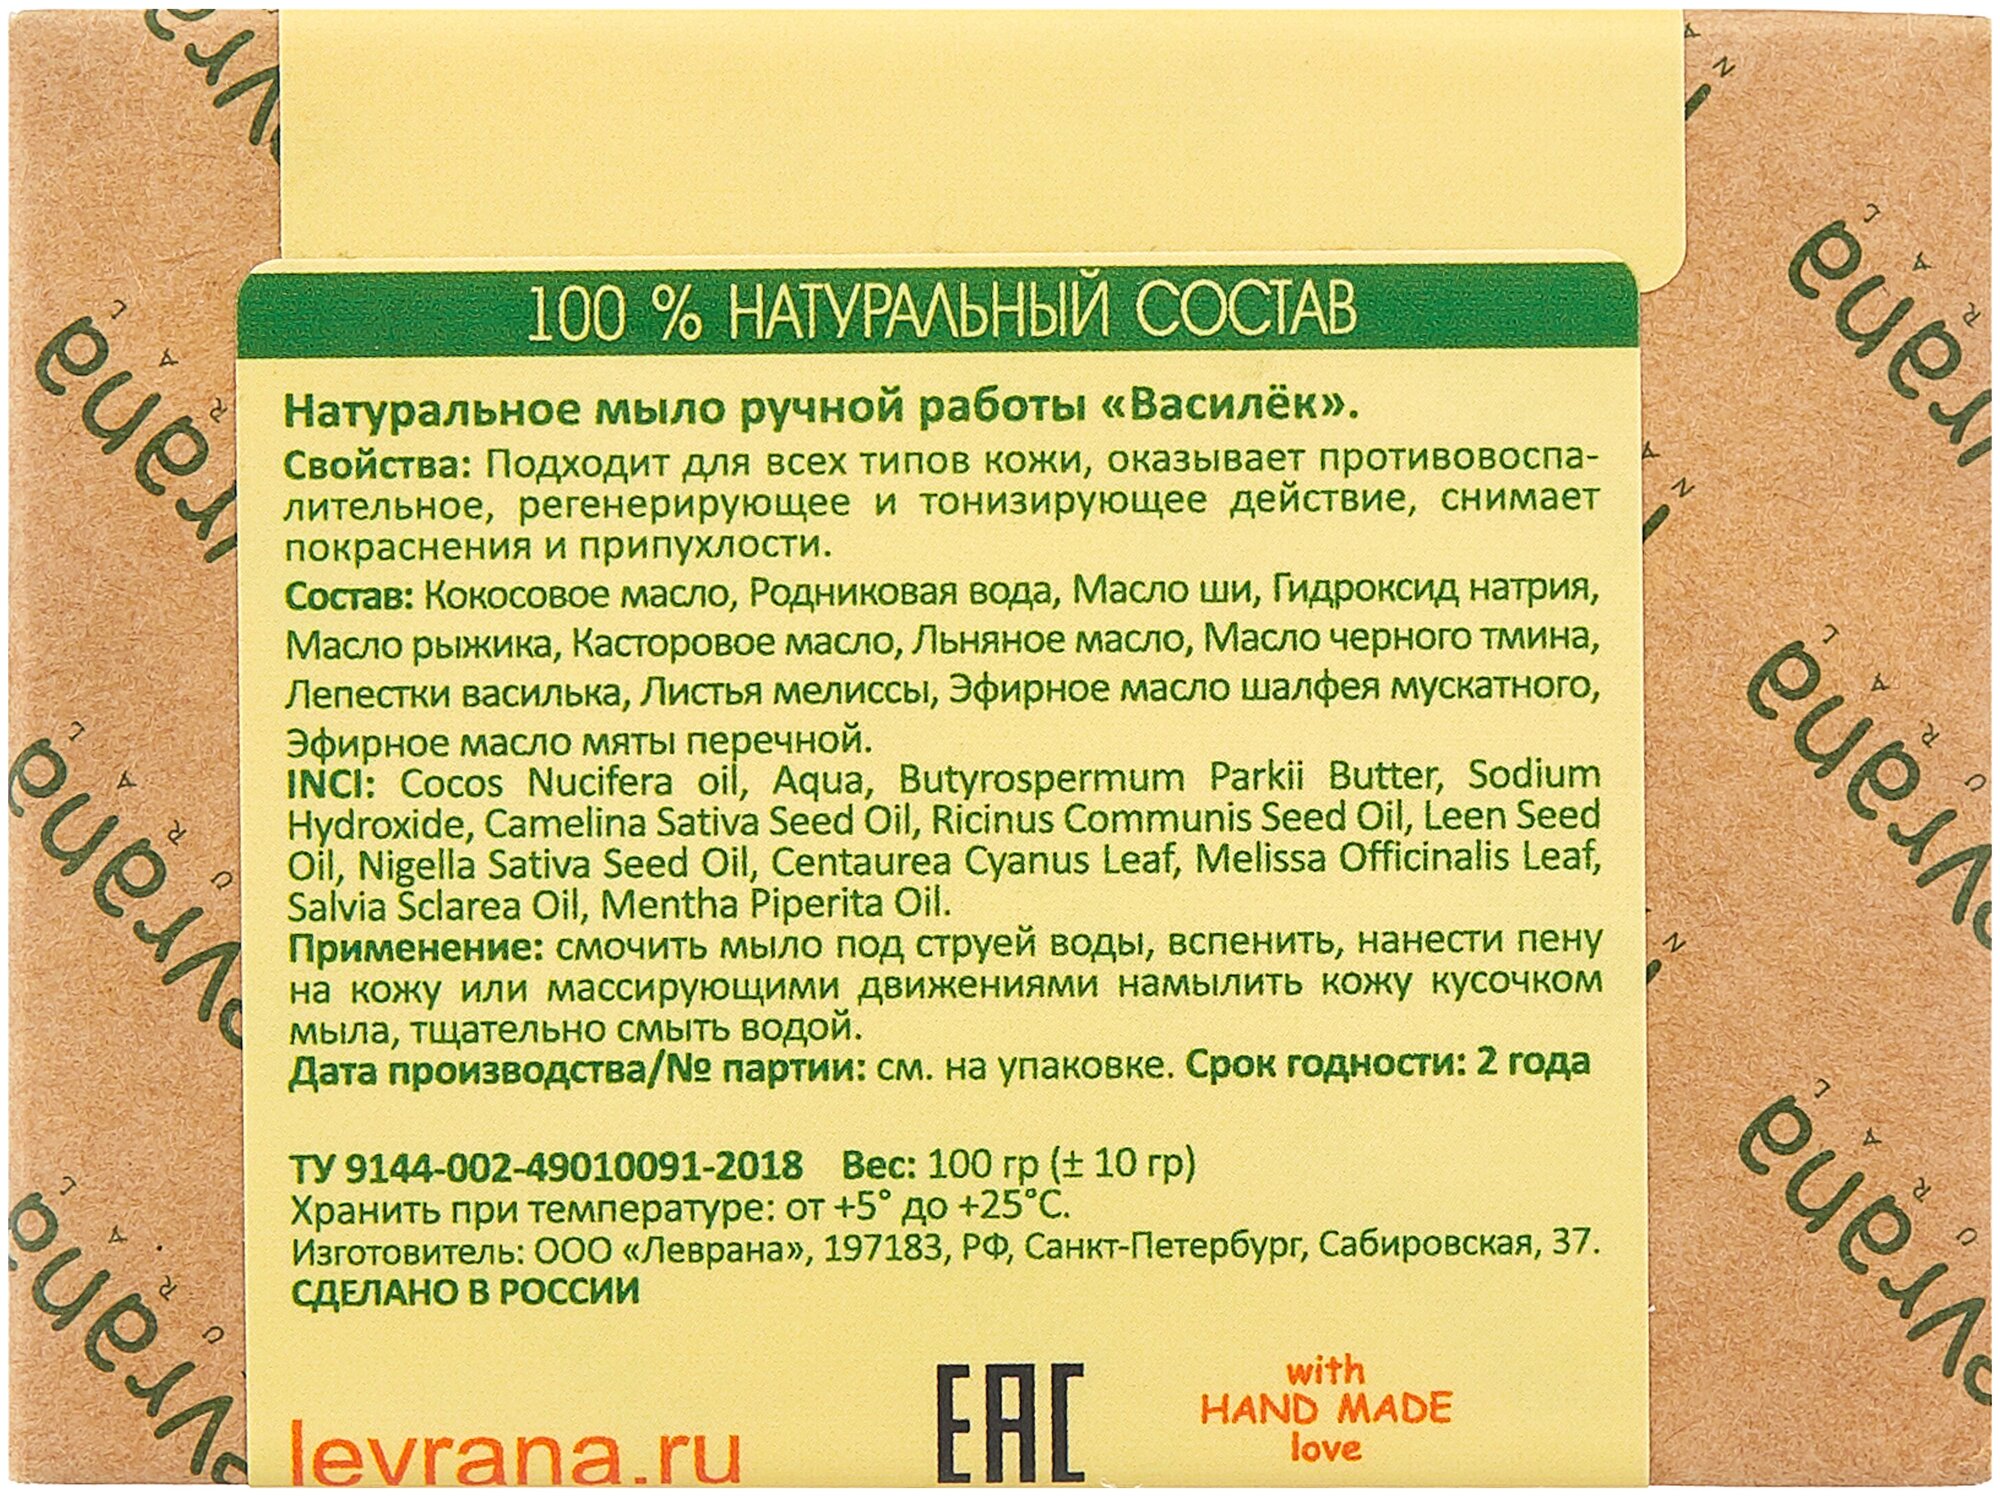 100 % НАТУРАЛЬНЫЙ СОСТАВ
Натуральное мыло ручной работы «Василёк».
Свойства: Подходит для всех типов кожи, оказывает противовоспа-
лительное, регенерирующее и тонизирующее действие, снимает
покраснения и припухлости.
Состав: Кокосовое масло, Родниковая вода, Масло ши, Гидроксид натрия,
Масло рыжика, Касторовое масло, Льняное масло, Масло черного тмина,
Лепестки василька, Листья мелиссы, Эфирное масло шалфея мускатного,
Эфирное масло мяты перечной.
INCI: Cocos Nucifera oil, Aqua, Butyrospermum Parkii Butter, Sodium
Hydroxide, Camelina Sativa Seed Oil, Ricinus Communis Seed Oil, Leen Seed
Oil, Nigella Sativa Seed Oil, Centaurea Cyanus Leaf, Melissa Officinalis Leaf,
Salvia Sclarea Oil, Mentha Piperita Oil.
Применение: смочить мыло под струей воды, вспенить, нанести пену
на кожу или массирующими движениями намылить кожу кусочком
мыла, тщательно смыть водой.
Дата производства/№ партии: см. на упаковке. Срок годности: 2 года
ТУ 9144-002-49010091-2018 Вес: 100 гр (± 10 гр)
Хранить при температуре: от +5° до +25°С.
Изготовитель: ООО «Леврана», 197183, РФ, Санкт-Петербург, Сабировская, 37.
СДЕЛАНО В РОССИИ
levrana.ru
EAC
with
HAND MADE
love